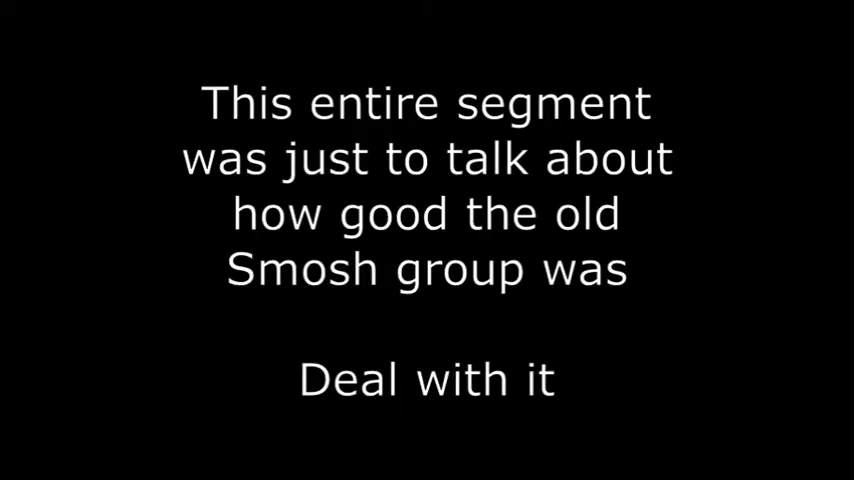 This entire segment
was just to talk about
how good the old
Smosh group was
Deal with it